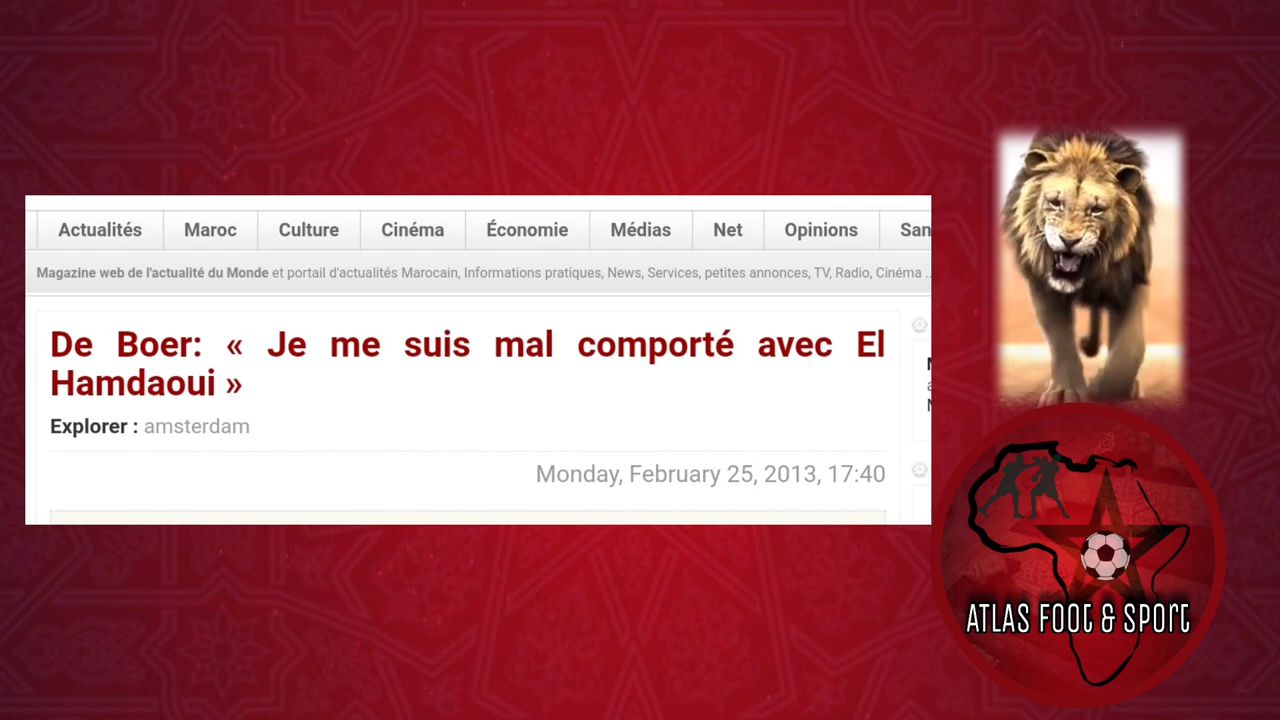 Actualités Maroc Culture Cinéma Économie Médias Net Opinions
Magazine web de l'actualité du Monde et portail d'actualités Marocain, Informations pratiques, News, Services, petites annonces, TV, Radio, Cinéma ..
De Boer: « Je me suis mal comporté avec El
Hamdaoui »
Explorer : amsterdam
Monday, February 25, 2013, 17:40
ATLAS FOOT & SPORT